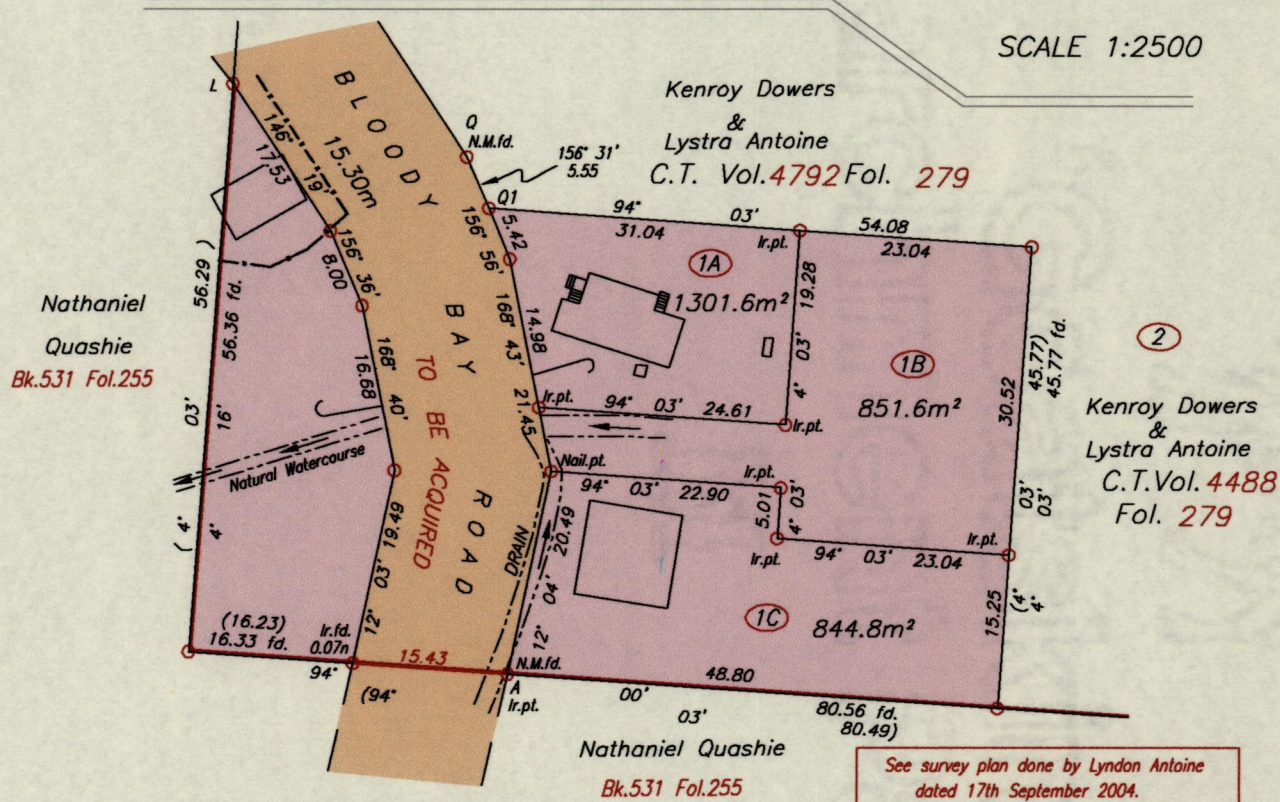 SCALE 1:2500
Kenroy Dowers
&
Lystra Antoine
C.T. Vol.4792 Fol. 279
L
Q
N.M.fd.
156° 31'
5.55
Q1
BLOODY
BAY
ROAD
15.30m
TO BE ACQUIRED
146°
19'
17.53
156° 36'
8.00
168° 40'
16.68
19.49
12° 03'
156° 56'
5.42
168° 43'
14.98
21.45
94° 03'
31.04
Ir.pt.
54.08
23.04
1A
1301.6m²
19.28
4° 03'
1B
851.6m²
30.52
45.77)
45.77 fd.
03'
03'
2
Kenroy Dowers
&
Lystra Antoine
C.T.Vol. 4488
Fol. 279
Nathaniel
Quashie
Bk.531 Fol.255
56.29 )
56.36 fd.
03'
16'
( 4°
4°
Natural Watercourse
Ir.pt.
94° 03' 24.61
Ir.pt.
Nail.pt.
94° 03' 22.90
Ir.pt.
5.01
4° 03'
Ir.pt.
94° 03' 23.04
Ir.pt.
DRAIN
20.49
12° 04'
1C
844.8m²
15.25
(4°
4°
(16.23)
16.33 fd.
Ir.fd.
0.07n
94°
(94°
15.43
N.M.fd.
A
Ir.pt.
48.80
00'
03'
80.56 fd.
80.49)
Nathaniel Quashie
Bk.531 Fol.255
See survey plan done by Lyndon Antoine
dated 17th September 2004.